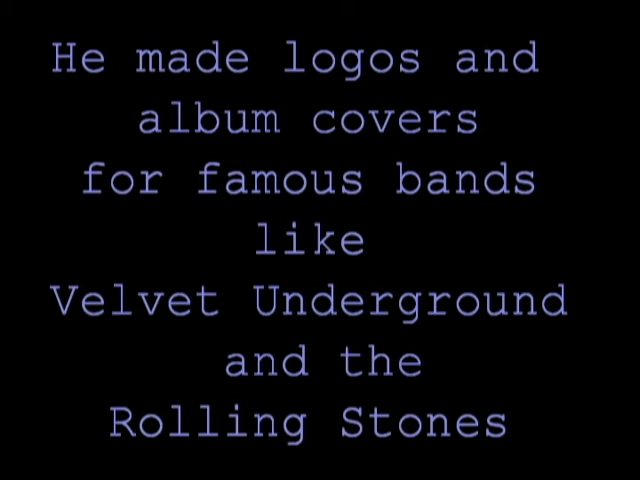 He made logos and
album covers
for famous bands
like
Velvet Underground
and the
Rolling Stones